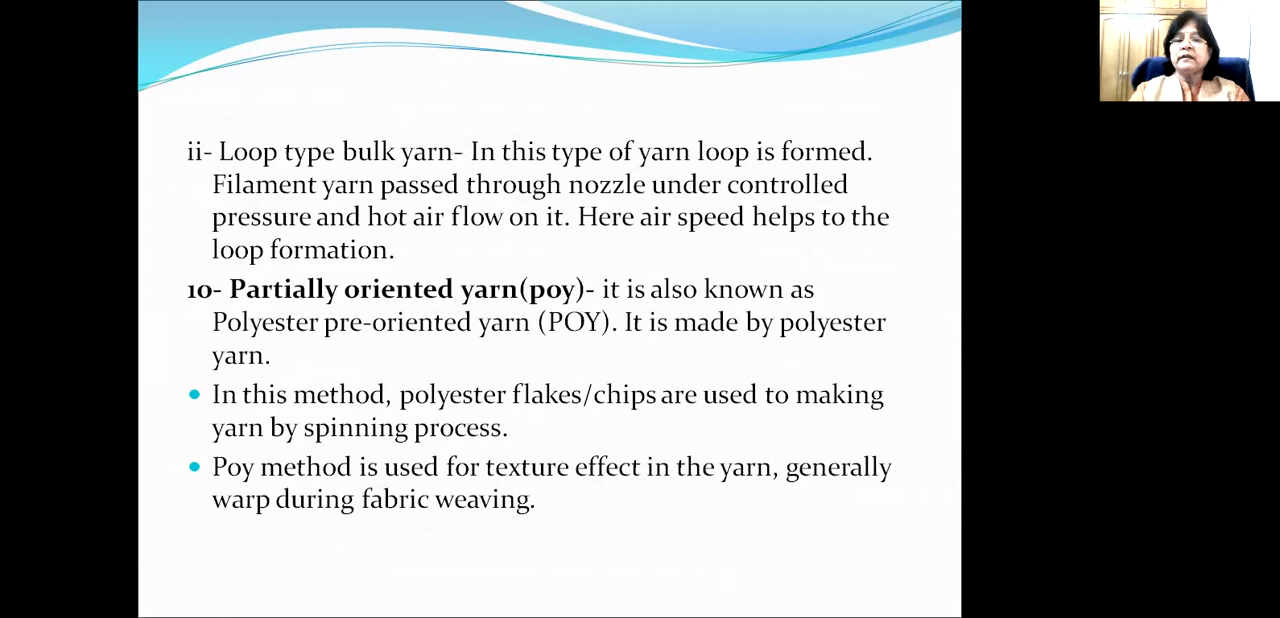 ii- Loop type bulk yarn- In this type of yarn loop is formed.
Filament yarn passed through nozzle under controlled
pressure and hot air flow on it. Here air speed helps to the
loop formation.
10- Partially oriented yarn(poy)- it is also known as
Polyester pre-oriented yarn (POY). It is made by polyester
yarn.
• In this method, polyester flakes/chips are used to making
yarn by spinning process.
• Poy method is used for texture effect in the yarn, generally
warp during fabric weaving.